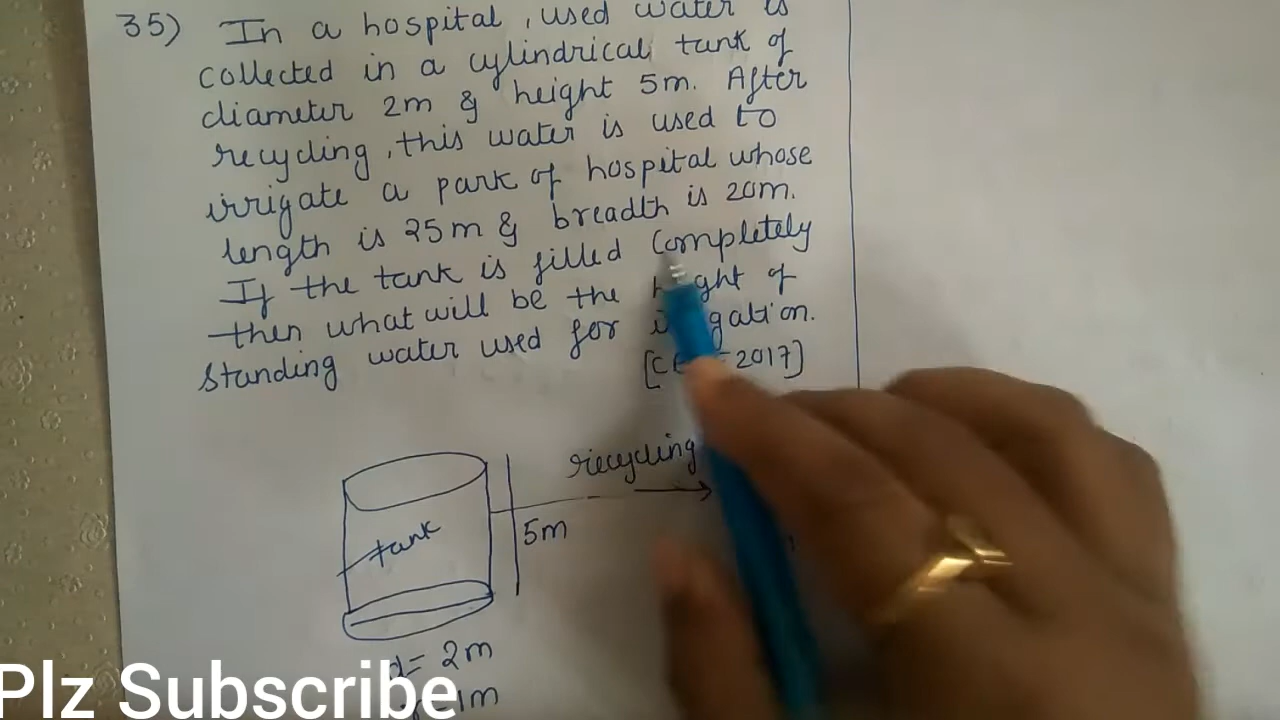 35) In a hospital, used water is
collected in a cylindrical tank of
diameter 2m & height 5m. After
recycling, this water is used to
irrigate a park of hospital whose
length is 25m & breadth is 20m.
If the tank is filled completely
then what will be the of
standing water used for
2017]
recycling
tank
5m
d= 2m
1m
Plz Subscribe